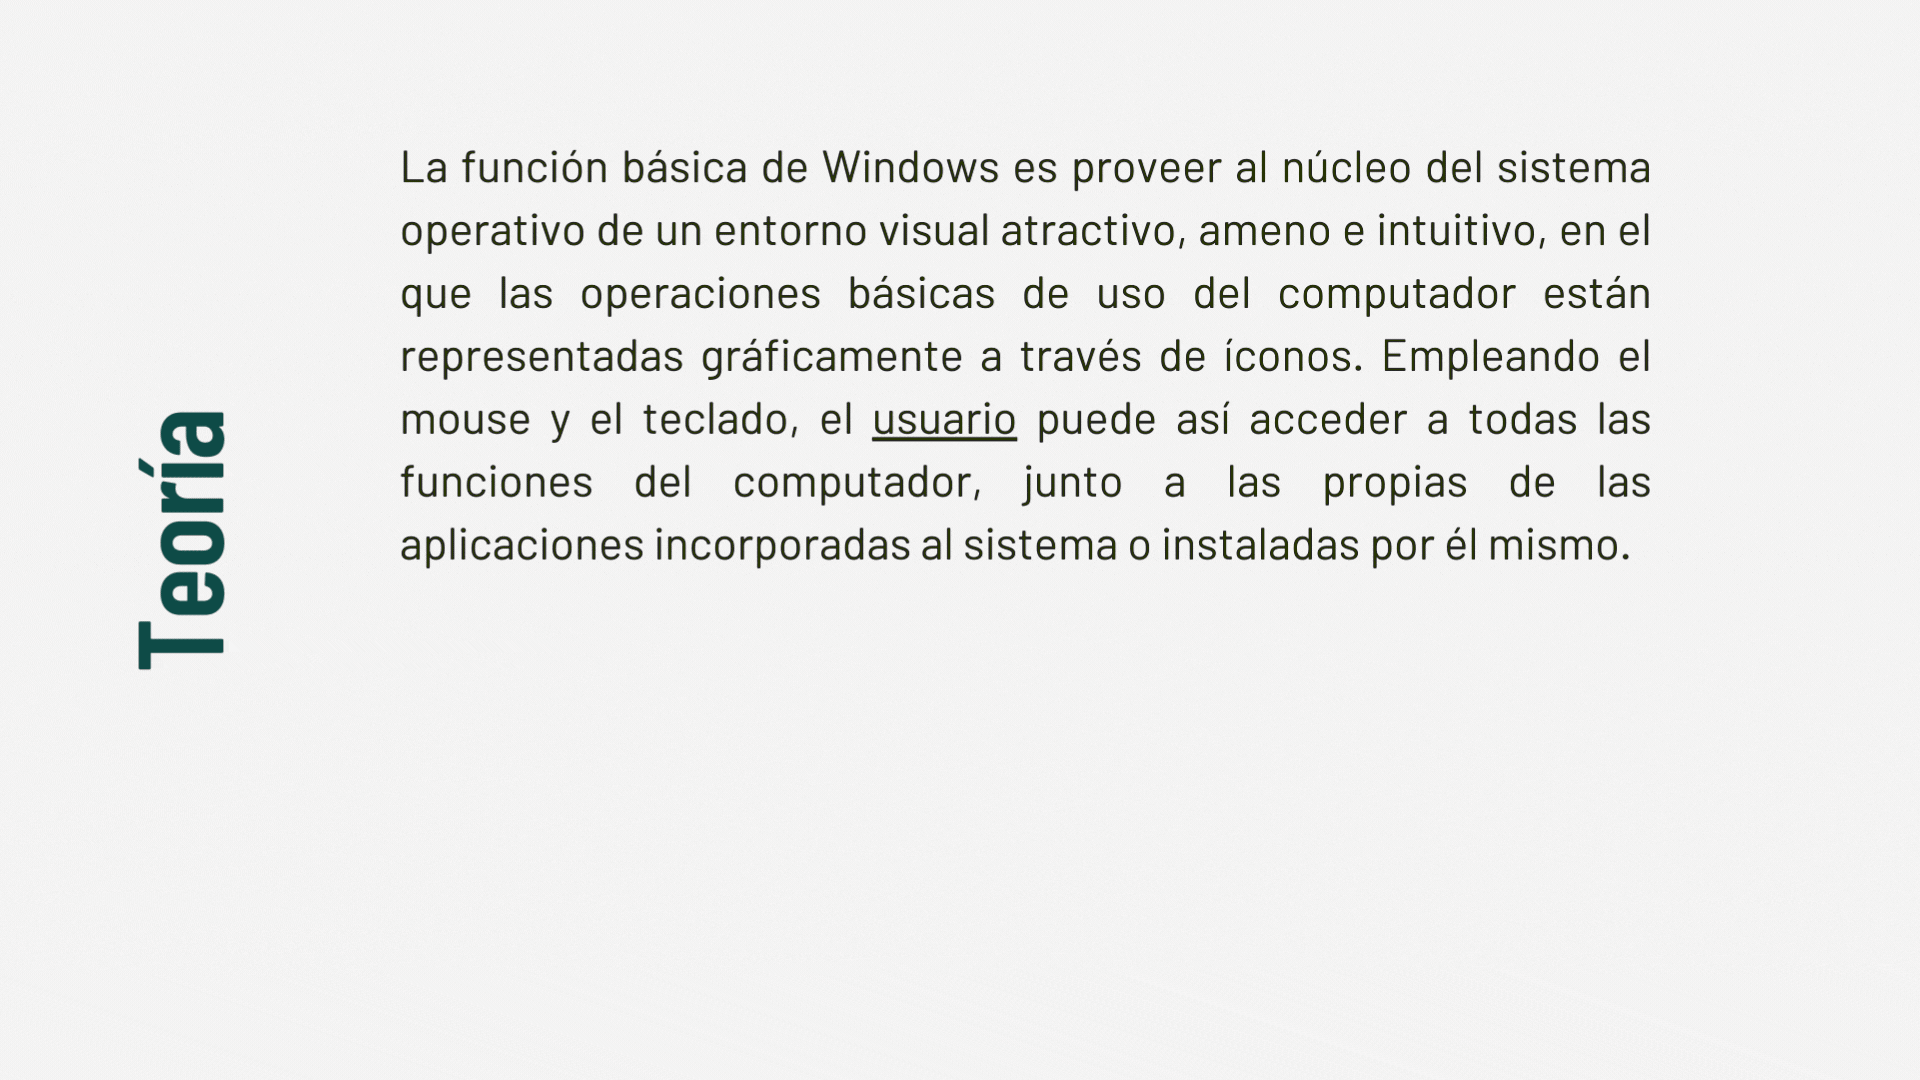 Teoría
La función básica de Windows es proveer al núcleo del sistema
operativo de un entorno visual atractivo, ameno e intuitivo, en el
que las operaciones básicas de uso del computador están
representadas gráficamente a través de íconos. Empleando el
mouse y el teclado, el usuario puede así acceder a todas las
funciones del computador, junto a las propias de las
aplicaciones incorporadas al sistema o instaladas por él mismo.